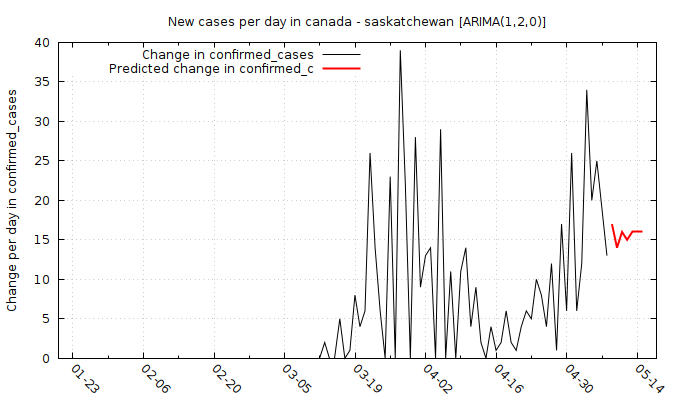 New cases per day in canada - saskatchewan [ARIMA(1,2,0)]
Change in confirmed_cases
Predicted change in confirmed_c
Change per day in confirmed_cases
40
35
30
25
20
15
10
5
0
01-23 02-06 02-20 03-05 03-19 04-02 04-16 04-30 05-14